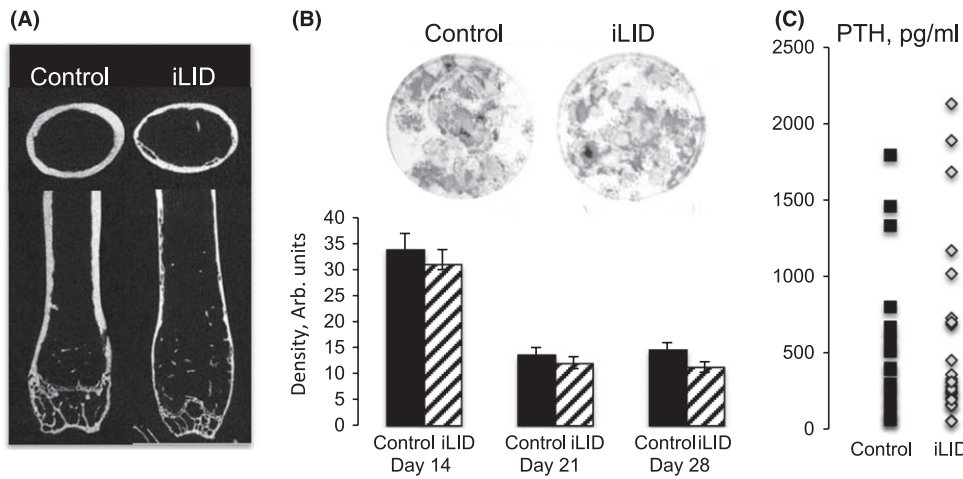 (A)
Control iLID
(B)
Control iLID
Density, Arb. units
40
35
30
25
20
15
10
5
0
Control iLID Control iLID Control iLID
Day 14 Day 21 Day 28
(C)
PTH, pg/ml
2500
2000
1500
1000
500
0
Control iLID